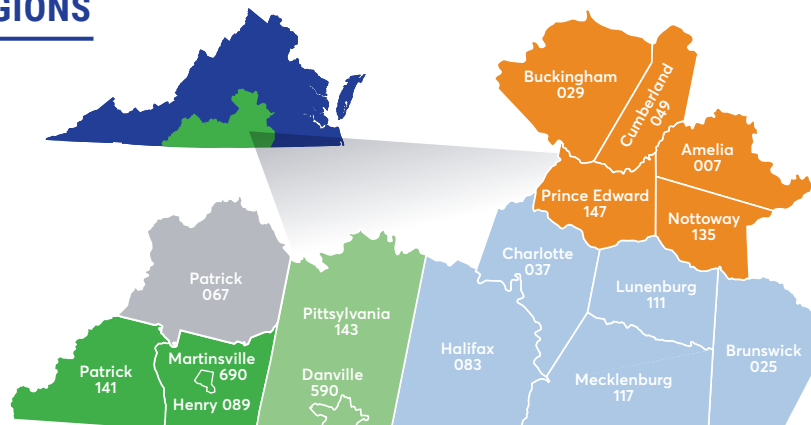 GIONS
Buckingham
029
Cumberland
049
Amelia
007
Prince Edward
147
Nottoway
135
Charlotte
037
Lunenburg
111
Patrick
067
Pittsylvania
143
Halifax
083
Brunswick
025
Mecklenburg
117
Patrick
141
Martinsville
690
Henry 089
Danville
590